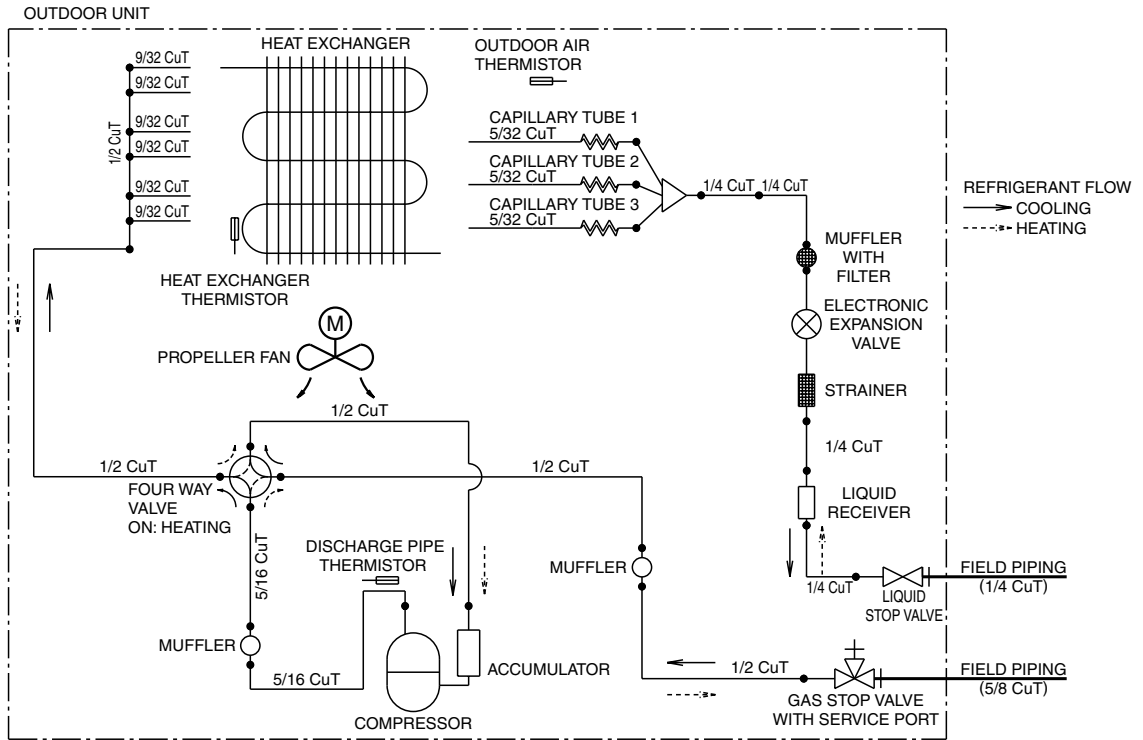 OUTDOOR UNIT
9/32 CuT
9/32 CuT
9/32 CuT
9/32 CuT
9/32 CuT
9/32 CuT
1/2 CuT
HEAT EXCHANGER
HEAT EXCHANGER
THERMISTOR
OUTDOOR AIR
THERMISTOR
CAPILLARY TUBE 1
5/32 CuT
CAPILLARY TUBE 2
5/32 CuT
CAPILLARY TUBE 3
5/32 CuT
1/4 CuT
1/4 CuT
REFRIGERANT FLOW
COOLING
HEATING
MUFFLER
WITH
FILTER
ELECTRONIC
EXPANSION
VALVE
STRAINER
1/4 CuT
LIQUID
RECEIVER
M
PROPELLER FAN
1/2 CuT
1/2 CuT
1/2 CuT
FOUR WAY
VALVE
ON: HEATING
5/16 CuT
DISCHARGE PIPE
THERMISTOR
MUFFLER
1/4 CuT
LIQUID
STOP VALVE
FIELD PIPING
(1/4 CuT)
MUFFLER
5/16 CuT
ACCUMULATOR
COMPRESSOR
1/2 CuT
GAS STOP VALVE
WITH SERVICE PORT
FIELD PIPING
(5/8 CuT)